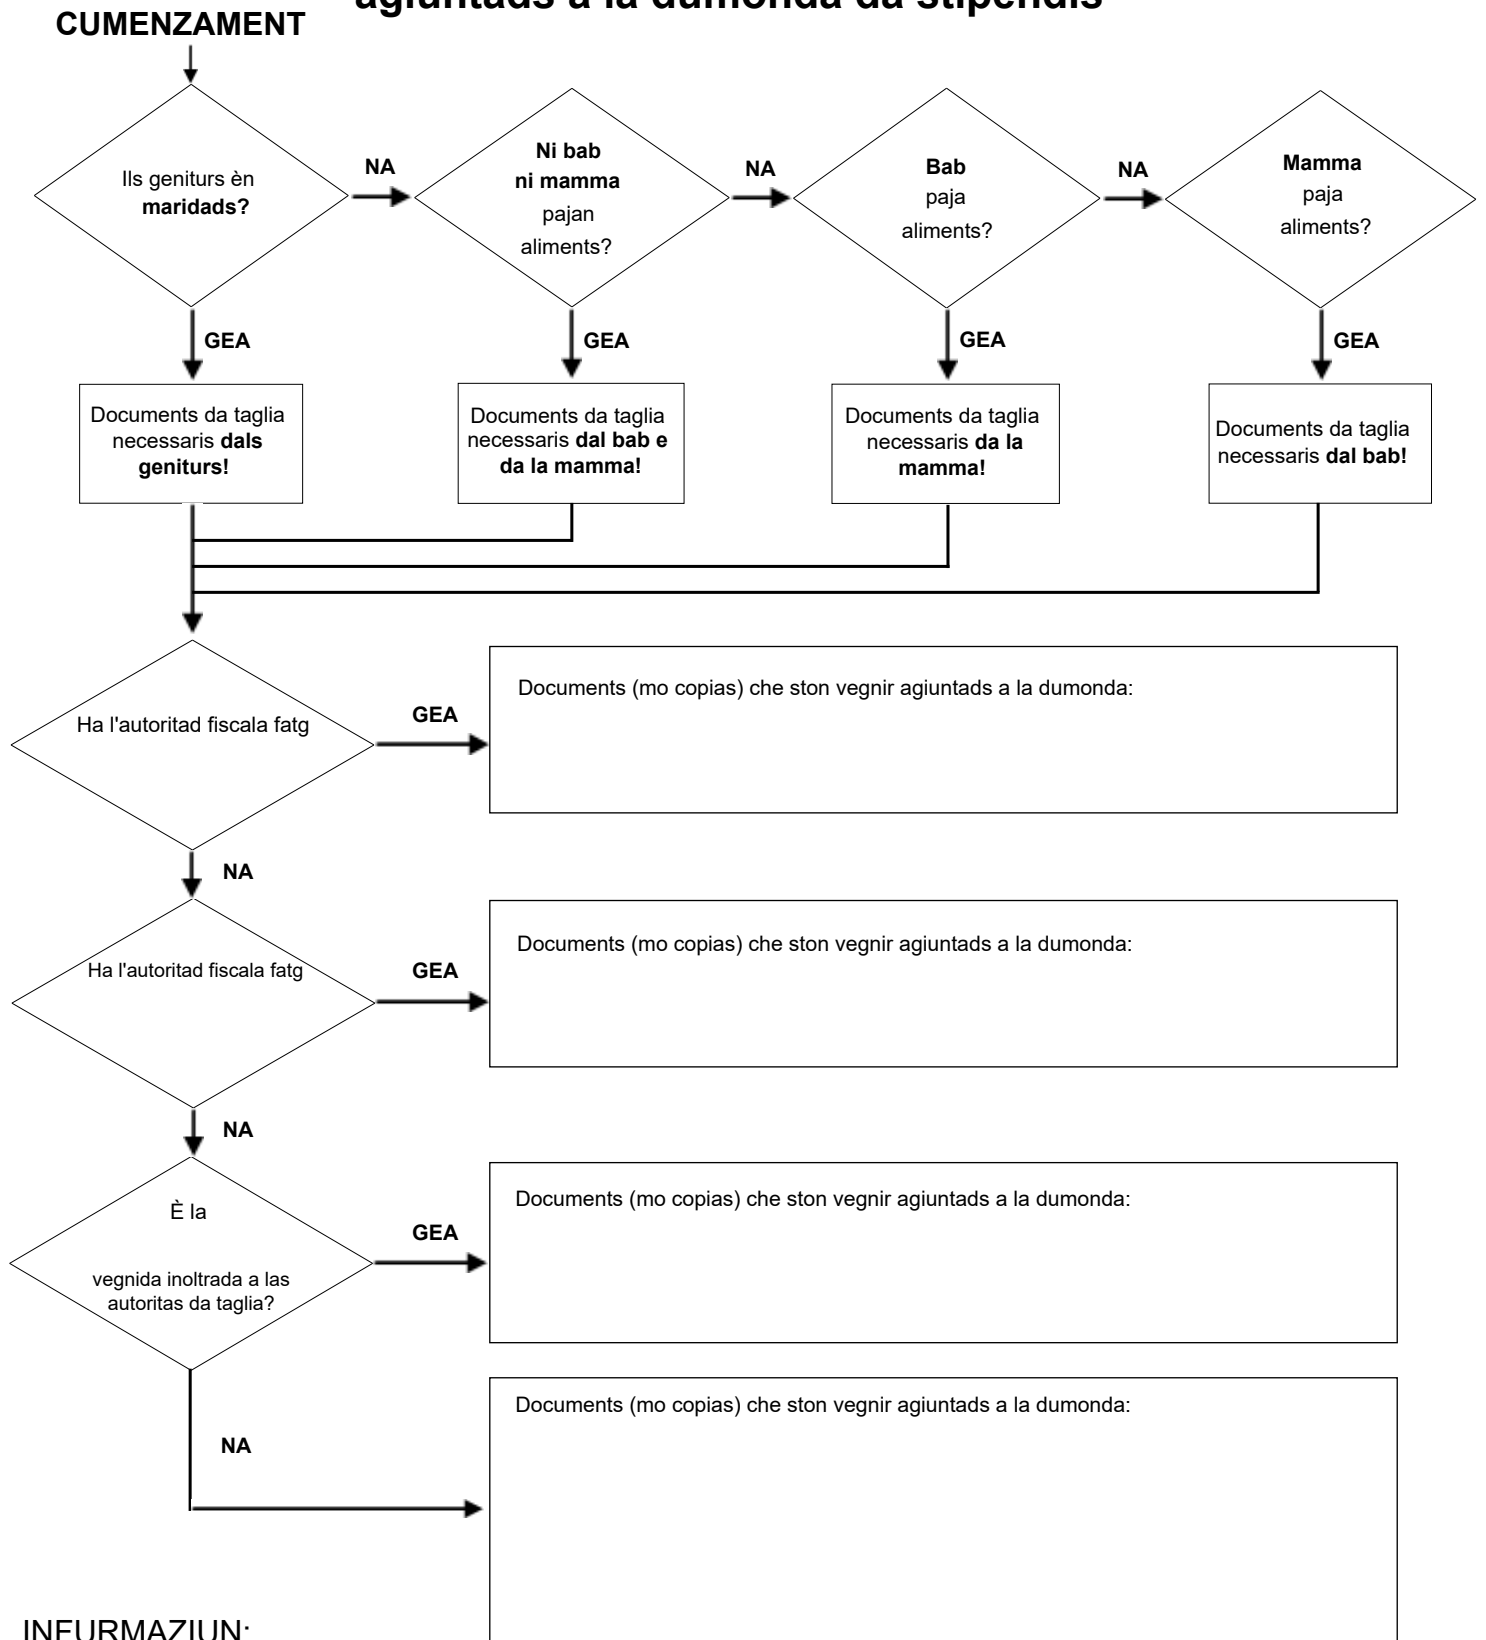 agiuntads a la dumonda da stipendis
CUMENZAMENT
Ils geniturs èn
maridads?
NA
Ni bab
ni mamma
pajan
aliments?
NA
Bab
paja
aliments?
NA
Mamma
paja
aliments?
GEA
GEA
GEA
GEA
Documents da taglia
necessaris dals
geniturs!
Documents da taglia
necessaris dal bab e
da la mamma!
Documents da taglia
necessaris da la
mamma!
Documents da taglia
necessaris dal bab!
Ha l'autoritad fiscala fatg
GEA
Documents (mo copias) che ston vegnir agiuntads a la dumonda:
NA
Ha l'autoritad fiscala fatg
GEA
Documents (mo copias) che ston vegnir agiuntads a la dumonda:
NA
È la
vegnida inoltrada a las
autoritas da taglia?
GEA
Documents (mo copias) che ston vegnir agiuntads a la dumonda:
NA
Documents (mo copias) che ston vegnir agiuntads a la dumonda:
INFURMAZIUN: